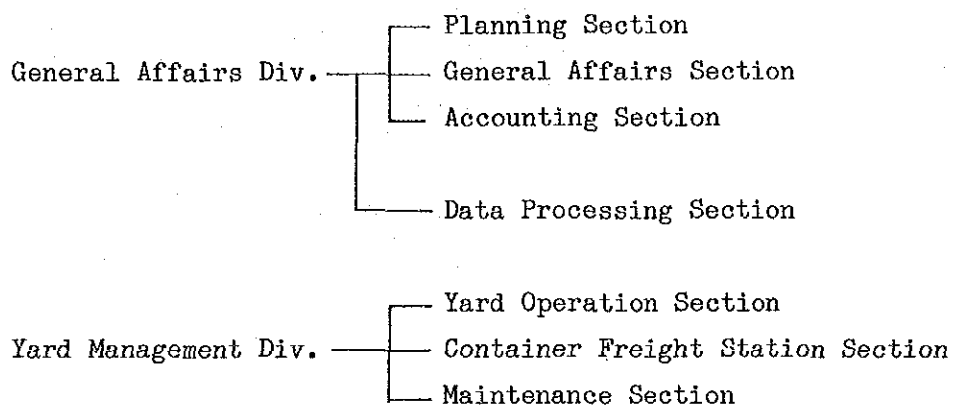 Planning Section
General Affairs Div.
General Affairs Section
Accounting Section
Data Processing Section
Yard Operation Section
Yard Management Div.
Container Freight Station Section
Maintenance Section